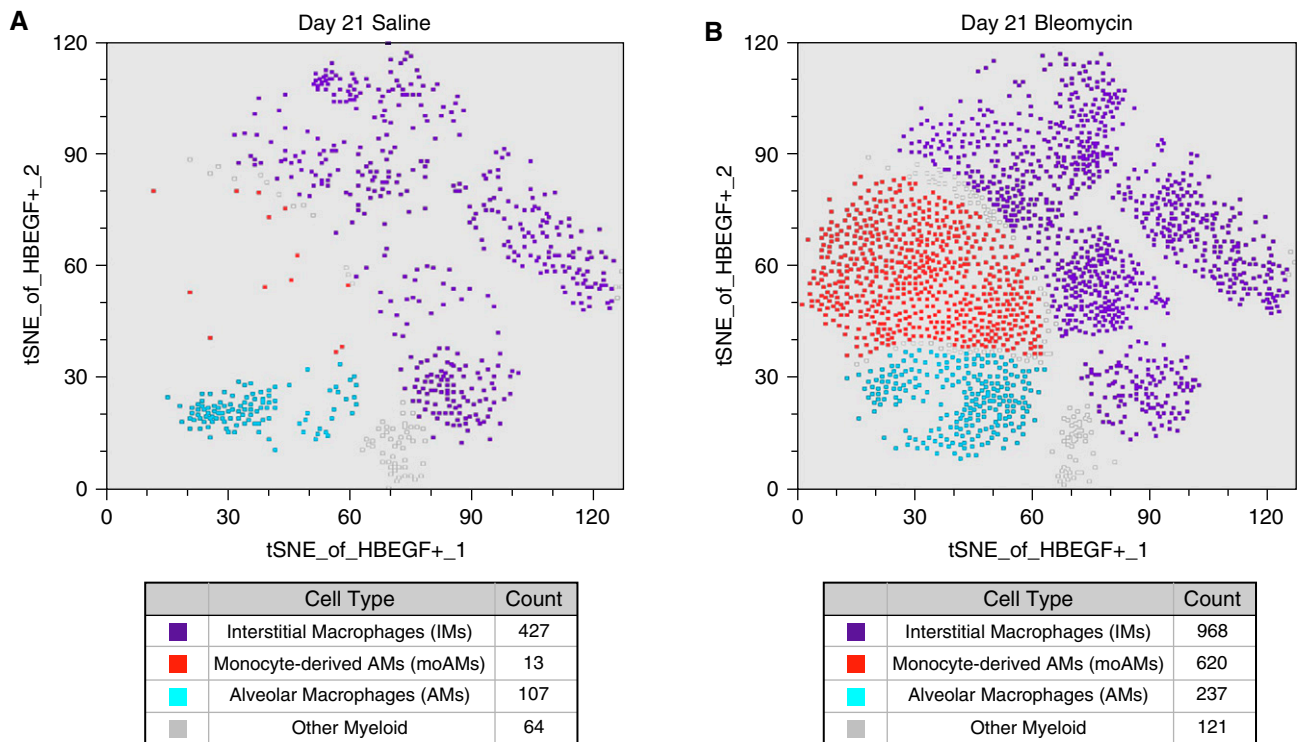 A
Day 21 Saline
120
90
60
30
0
tSNE_of_HBEGF+_2
0 30 60 90 120
tSNE_of_HBEGF+_1
Cell Type Count
Interstitial Macrophages (IMs) 427
Monocyte-derived AMs (moAMs) 13
Alveolar Macrophages (AMs) 107
Other Myeloid 64
B
Day 21 Bleomycin
120
90
60
30
0
tSNE_of_HBEGF+_2
0 30 60 90 120
tSNE_of_HBEGF+_1
Cell Type Count
Interstitial Macrophages (IMs) 968
Monocyte-derived AMs (moAMs) 620
Alveolar Macrophages (AMs) 237
Other Myeloid 121